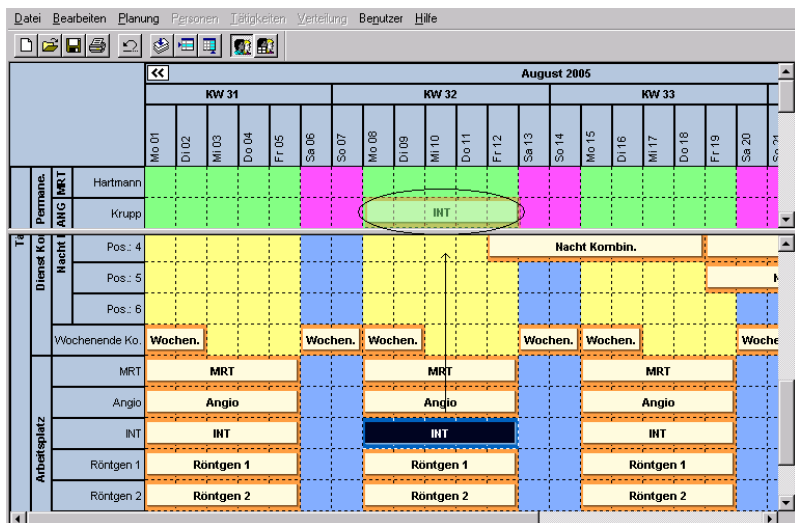 Datei Bearbeiten Planung Personen Tätigkeiten Verteilung Benutzer Hilfe
<< August 2005
KW 31 KW 32 KW 33
Mo 01 Di 02 Mi 03 Do 04 Fr 05 Sa 06 So 07 Mo 08 Di 09 Mi 10 Do 11 Fr 12 Sa 13 So 14 Mo 15 Di 16 Mi 17 Do 18 Fr 19 Sa 20 So 21
Permane. MRT Hartmann
ANG Krupp INT
Ta
Dienst Ko
Nacht
Pos.: 4 Nacht Kombin.
Pos.: 5
Pos.: 6
Wochenende Ko. Wochen. Wochen. Wochen. Wochen. Wochen. Woche
Arbeitsplatz
MRT MRT MRT MRT
Angio Angio Angio Angio
INT INT INT INT
Röntgen 1 Röntgen 1 Röntgen 1 Röntgen 1
Röntgen 2 Röntgen 2 Röntgen 2 Röntgen 2